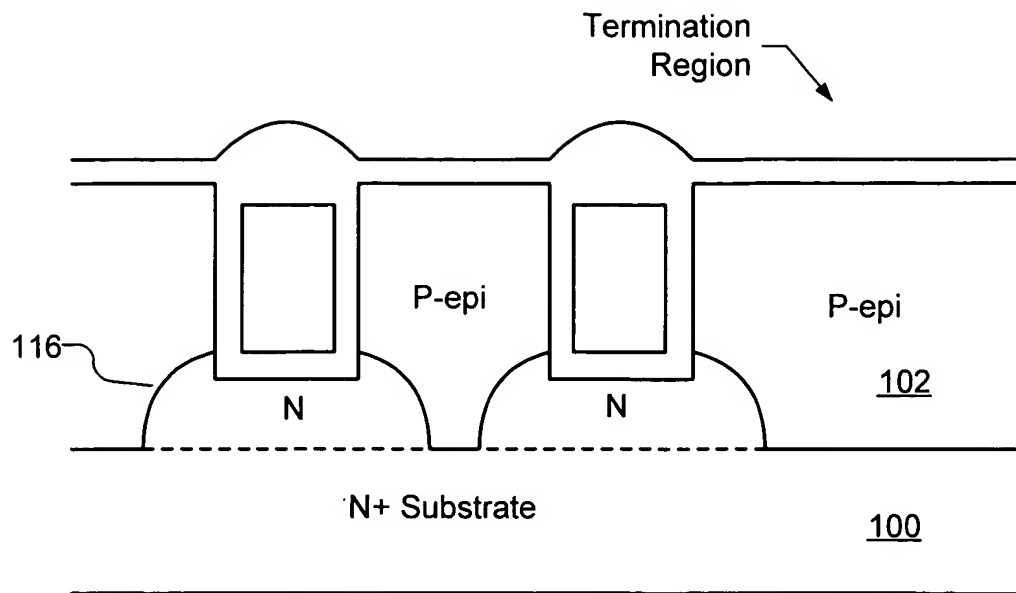 Termination
Region
P-epi
P-epi
116
102
N
N
N+ Substrate
100